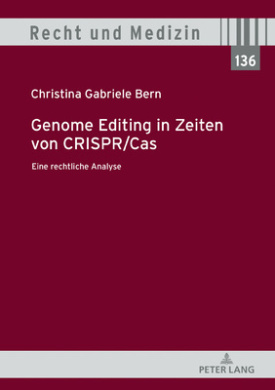 Recht und Medizin
136
Christina Gabriele Bern
Genome Editing in Zeiten
von CRISPR/Cas
Eine rechtliche Analyse
PETER LANG